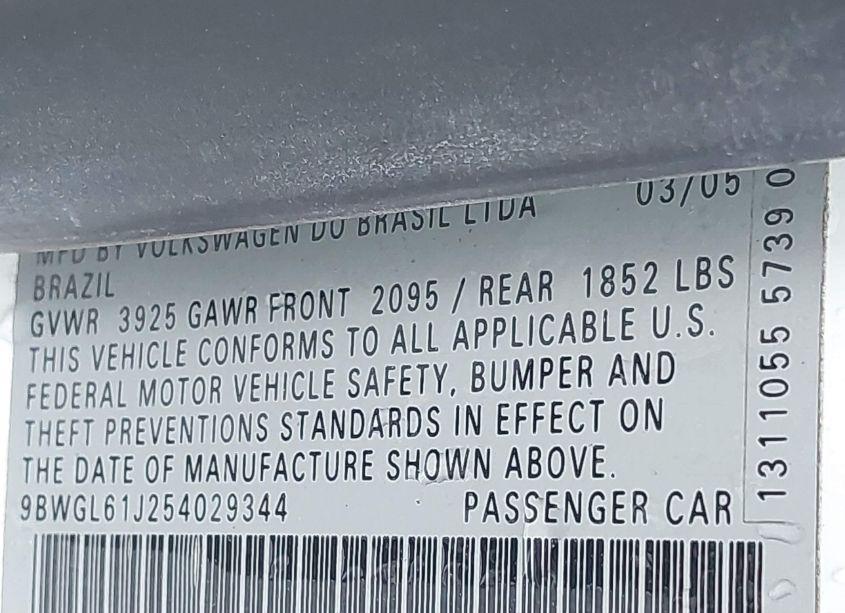 MFD BY VOLKSWAGEN DO BRASIL LTDA 03/05
BRAZIL
GVWR 3925 GAWR FRONT 2095 / REAR 1852 LBS
THIS VEHICLE CONFORMS TO ALL APPLICABLE U.S.
FEDERAL MOTOR VEHICLE SAFETY, BUMPER AND
THEFT PREVENTIONS STANDARDS IN EFFECT ON
THE DATE OF MANUFACTURE SHOWN ABOVE.
9BWGL61J254029344 PASSENGER CAR
1311055 5739 0